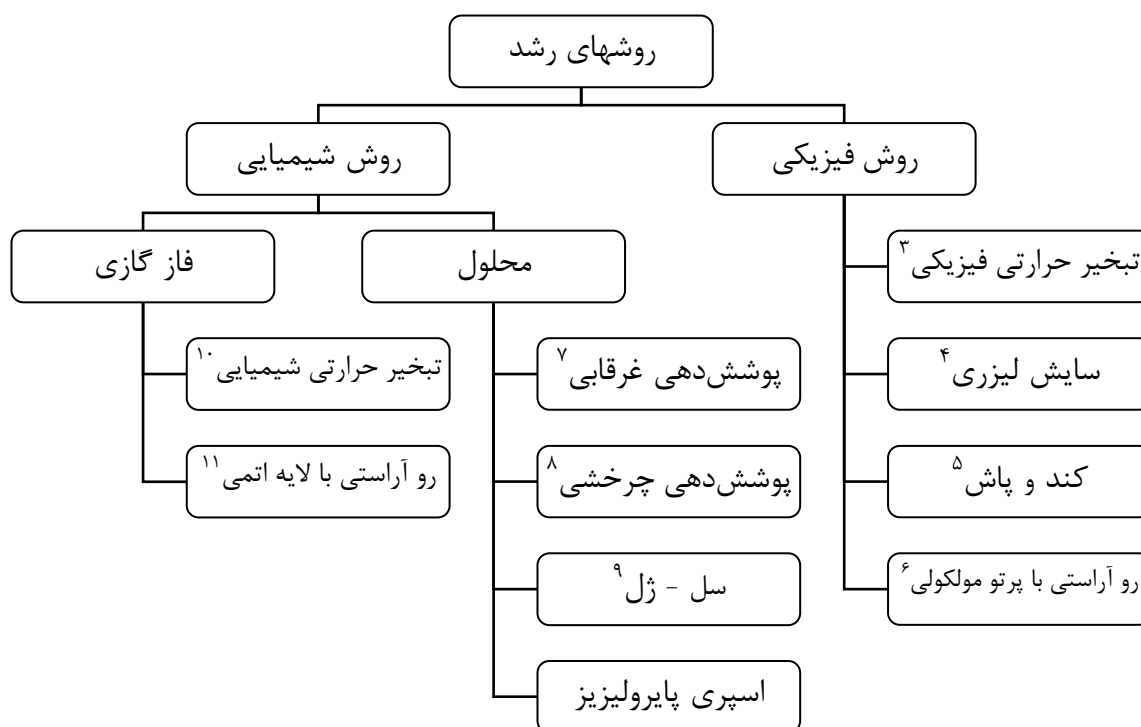 روشهای رشد
روش فیزیکی
روش شیمیایی
محلول
فاز گازی
تبخیر حرارتی فیزیکی۳
سایش لیزری۴
کند و پاش۵
رو آراستی با پرتو مولکولی۶
پوشش‌دهی غرقابی۷
پوشش‌دهی چرخشی۸
سل - ژل۹
اسپری پایرولیزیز
تبخیر حرارتی شیمیایی۱۰
رو آراستی با لایه اتمی۱۱